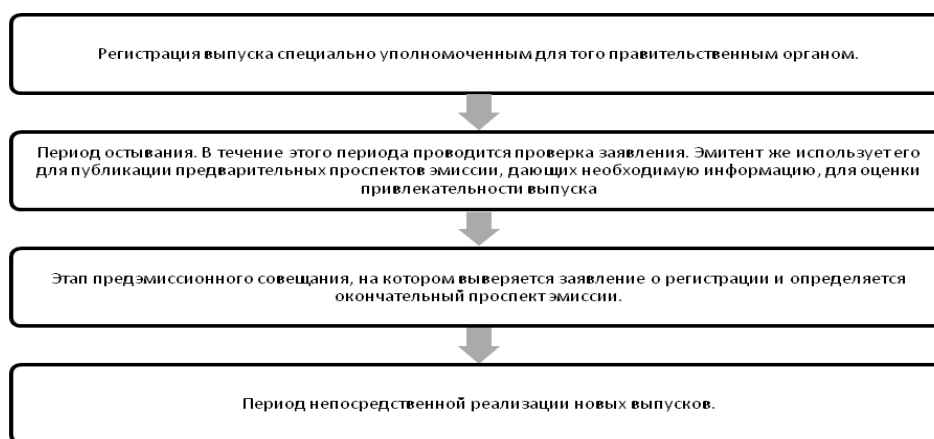 Регистрация выпуска специально уполномоченным для того правительственным органом.
Период остывания. В течение этого периода проводится проверка заявления. Эмитент же использует его
для публикации предварительных проспектов эмиссии, дающих необходимую информацию, для оценки
привлекательности выпуска
Этап предэмиссионного совещания, на котором выверяется заявление о регистрации и определяется
окончательный проспект эмиссии.
Период непосредственной реализации новых выпусков.